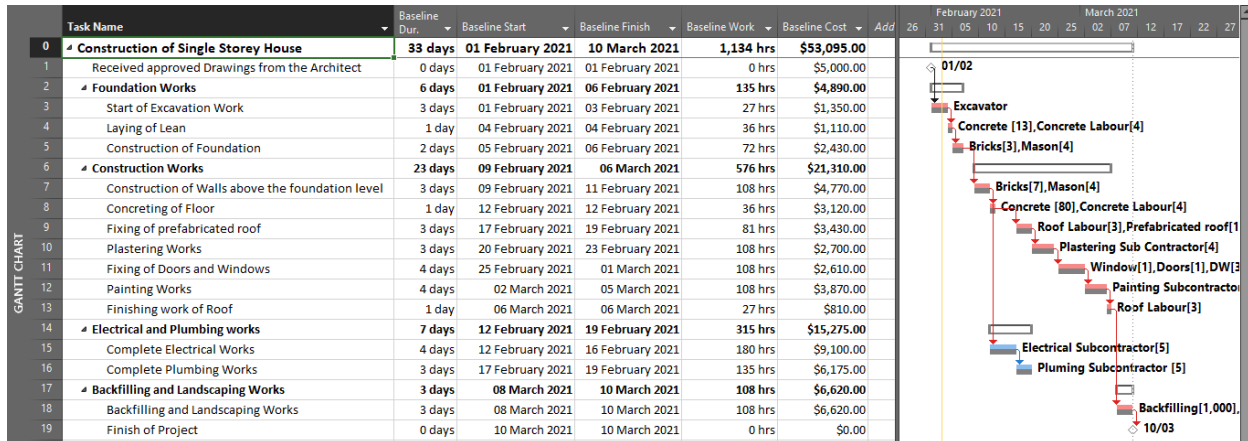 Task Name Baseline Dur. Baseline Start Baseline Finish Baseline Work Baseline Cost Add
February 2021 March 2021
26 31 05 10 15 20 25 02 07 12 17 22 27
0 Construction of Single Storey House 33 days 01 February 2021 10 March 2021 1,134 hrs $53,095.00
1 Received approved Drawings from the Architect 0 days 01 February 2021 01 February 2021 0 hrs $5,000.00 01/02
2 Foundation Works 6 days 01 February 2021 06 February 2021 135 hrs $4,890.00
3 Start of Excavation Work 3 days 01 February 2021 03 February 2021 27 hrs $1,350.00 Excavator
4 Laying of Lean 1 day 04 February 2021 04 February 2021 36 hrs $1,110.00 Concrete [13],Concrete Labour[4]
5 Construction of Foundation 2 days 05 February 2021 06 February 2021 72 hrs $2,430.00 Bricks[3],Mason[4]
6 Construction Works 23 days 09 February 2021 06 March 2021 576 hrs $21,310.00
7 Construction of Walls above the foundation level 3 days 09 February 2021 11 February 2021 108 hrs $4,770.00 Bricks[7],Mason[4]
8 Concreting of Floor 1 day 12 February 2021 12 February 2021 36 hrs $3,120.00 Concrete [80],Concrete Labour[4]
9 Fixing of prefabricated roof 3 days 17 February 2021 19 February 2021 81 hrs $3,430.00 Roof Labour[3],Prefabricated roof[1
10 Plastering Works 3 days 20 February 2021 23 February 2021 108 hrs $2,700.00 Plastering Sub Contractor[4]
11 Fixing of Doors and Windows 4 days 25 February 2021 01 March 2021 108 hrs $2,610.00 Window[1],Doors[1],DW[3
12 Painting Works 4 days 02 March 2021 05 March 2021 108 hrs $3,870.00 Painting Subcontractor
13 Finishing work of Roof 1 day 06 March 2021 06 March 2021 27 hrs $810.00 Roof Labour[3]
14 Electrical and Plumbing works 7 days 12 February 2021 19 February 2021 315 hrs $15,275.00
15 Complete Electrical Works 4 days 12 February 2021 16 February 2021 180 hrs $9,100.00 Electrical Subcontractor[5]
16 Complete Plumbing Works 3 days 17 February 2021 19 February 2021 135 hrs $6,175.00 Pluming Subcontractor [5]
17 Backfilling and Landscaping Works 3 days 08 March 2021 10 March 2021 108 hrs $6,620.00
18 Backfilling and Landscaping Works 3 days 08 March 2021 10 March 2021 108 hrs $6,620.00 Backfilling[1,000],
19 Finish of Project 0 days 10 March 2021 10 March 2021 0 hrs $0.00 10/03
GANTT CHART